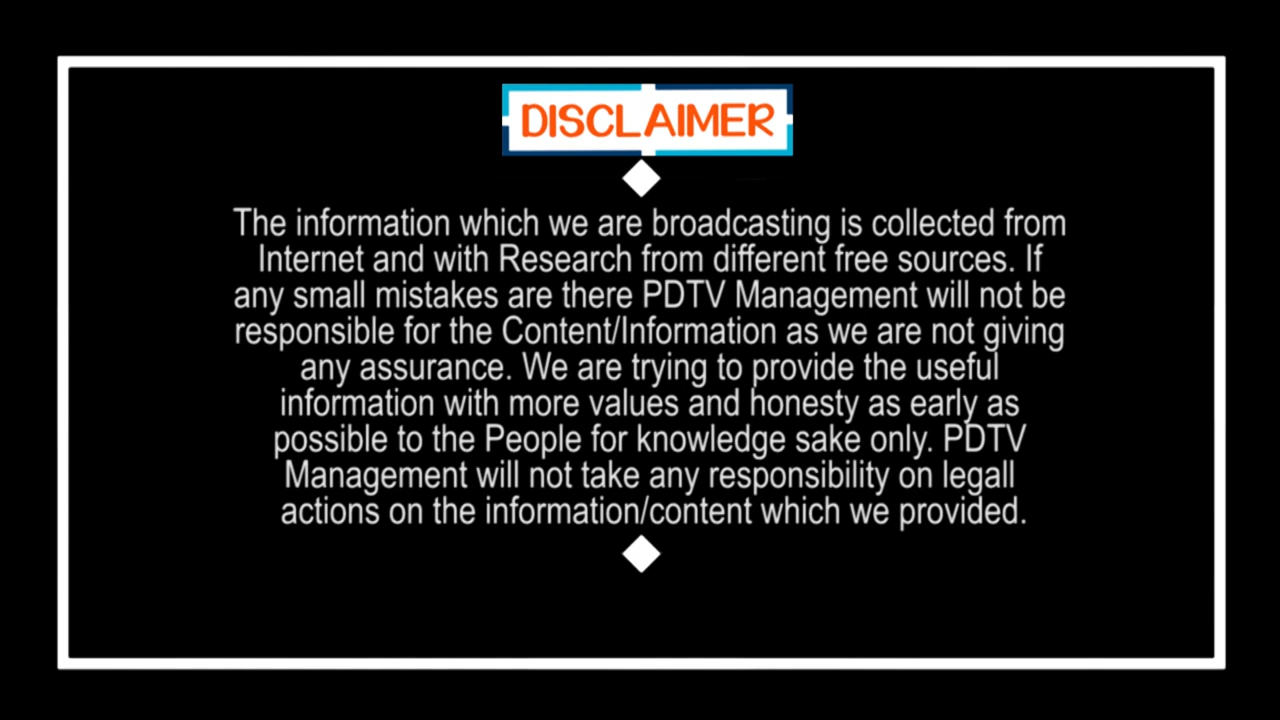 DISCLAIMER
The information which we are broadcasting is collected from
Internet and with Research from different free sources. If
any small mistakes are there PDTV Management will not be
responsible for the Content/Information as we are not giving
any assurance. We are trying to provide the useful
information with more values and honesty as early as
possible to the People for knowledge sake only. PDTV
Management will not take any responsibility on legall
actions on the information/content which we provided.